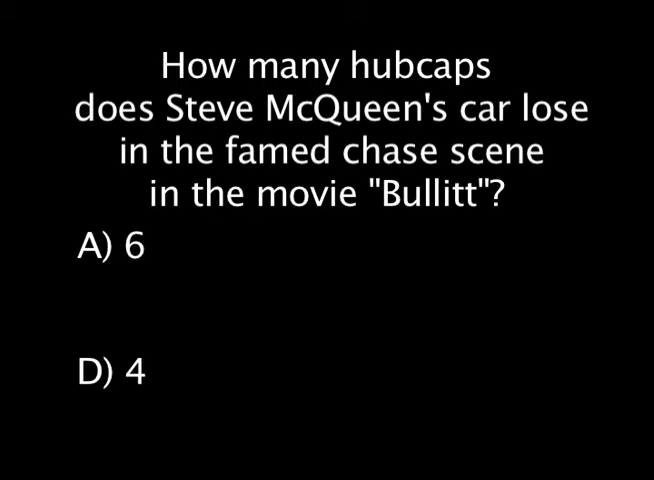 How many hubcaps
does Steve McQueen's car lose
in the famed chase scene
in the movie "Bullitt"?
A) 6
D) 4